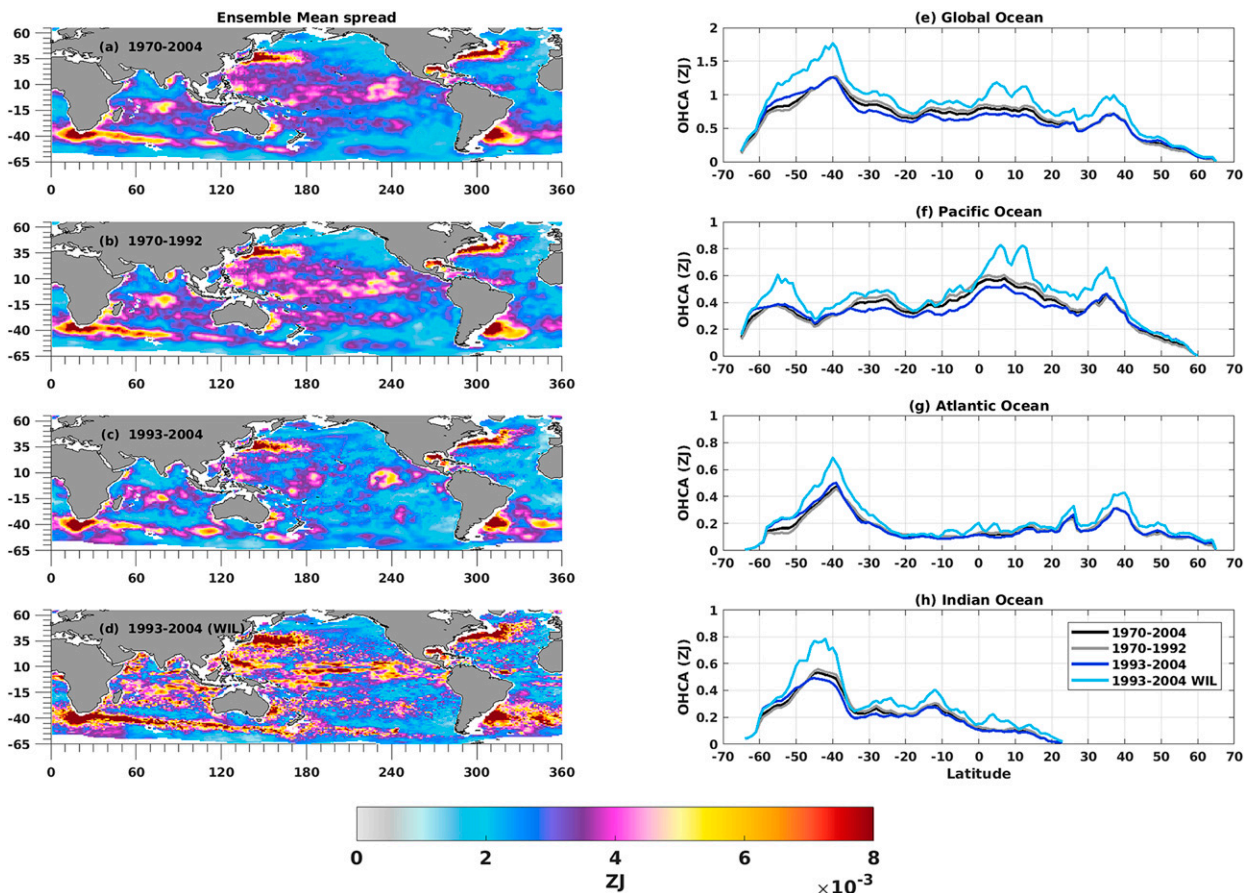 Ensemble Mean spread
(a) 1970-2004
60
35
10
-15
-40
-65
0 60 120 180 240 300 360
(b) 1970-1992
60
35
10
-15
-40
-65
0 60 120 180 240 300 360
(c) 1993-2004
60
35
10
-15
-40
-65
0 60 120 180 240 300 360
(d) 1993-2004 (WIL)
60
35
10
-15
-40
-65
0 60 120 180 240 300 360
(e) Global Ocean
OHCA (ZJ)
2
1.5
1
0.5
0
-70 -60 -50 -40 -30 -20 -10 0 10 20 30 40 50 60 70
(f) Pacific Ocean
OHCA (ZJ)
1
0.8
0.6
0.4
0.2
0
-70 -60 -50 -40 -30 -20 -10 0 10 20 30 40 50 60 70
(g) Atlantic Ocean
OHCA (ZJ)
1
0.8
0.6
0.4
0.2
0
-70 -60 -50 -40 -30 -20 -10 0 10 20 30 40 50 60 70
(h) Indian Ocean
OHCA (ZJ)
1
0.8
0.6
0.4
0.2
0
1970-2004
1970-1992
1993-2004
1993-2004 WIL
-70 -60 -50 -40 -30 -20 -10 0 10 20 30 40 50 60 70
Latitude
0 2 4 6 8
ZJ
×10⁻³